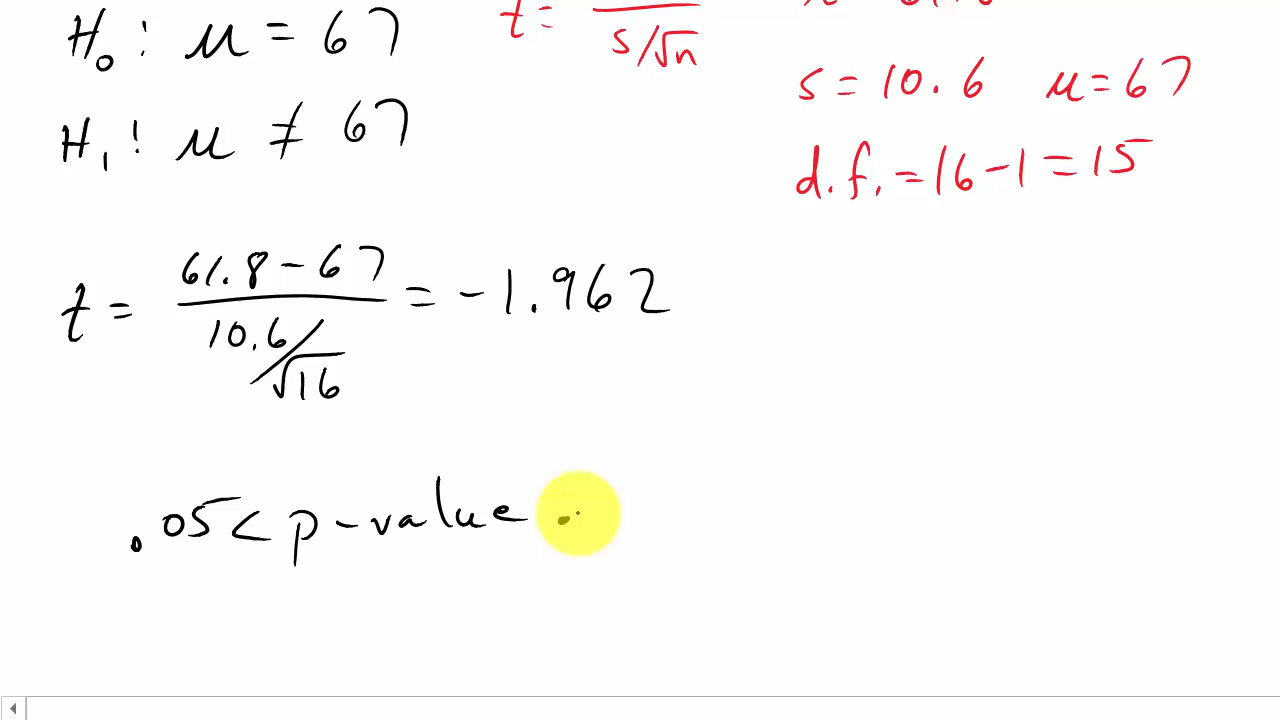 H₀: μ = 67
t = s/√n
s = 10.6 μ = 67
H₁: μ ≠ 67
d.f. = 16 - 1 = 15
t = 61.8 - 67 / 10.6/√16 = -1.962
.05 < p-value